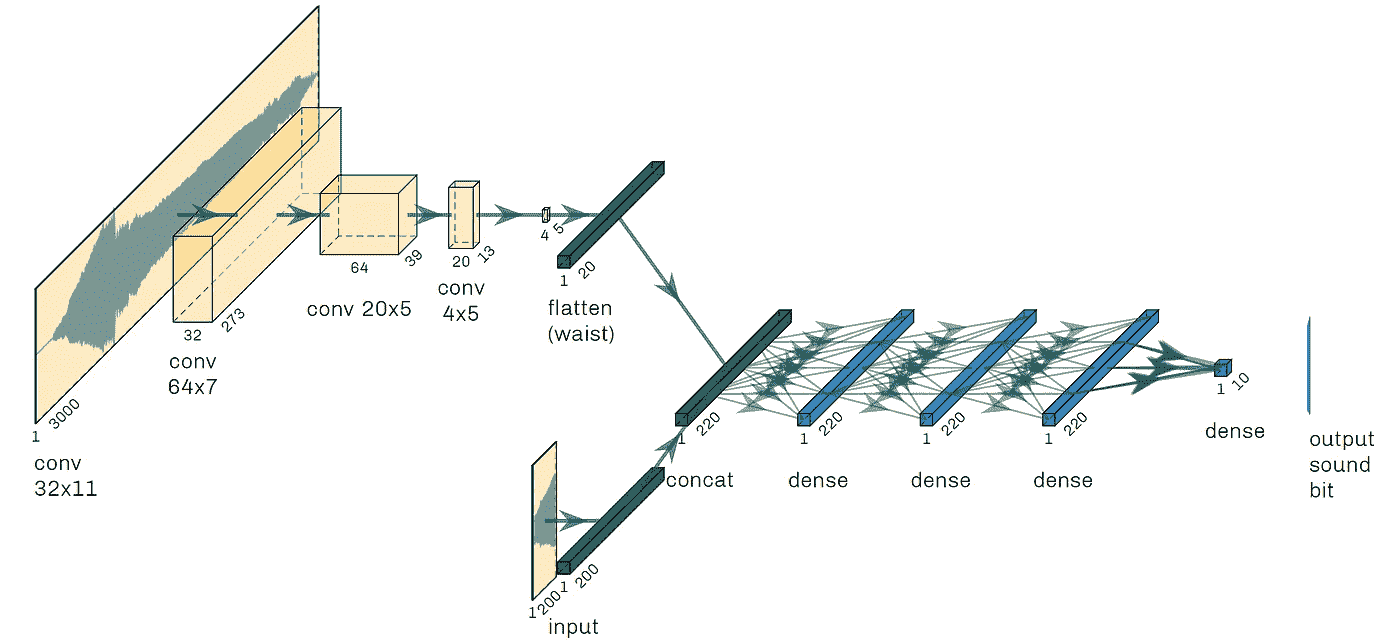 1 3000
conv
32x11
32 273
conv
64x7
64 39
conv 20x5
20 13
conv
4x5
4 5
1 20
flatten
(waist)
1 200
1 200
input
1 220
concat
1 220
dense
1 220
dense
1 220
dense
1 10
dense
output
sound
bit